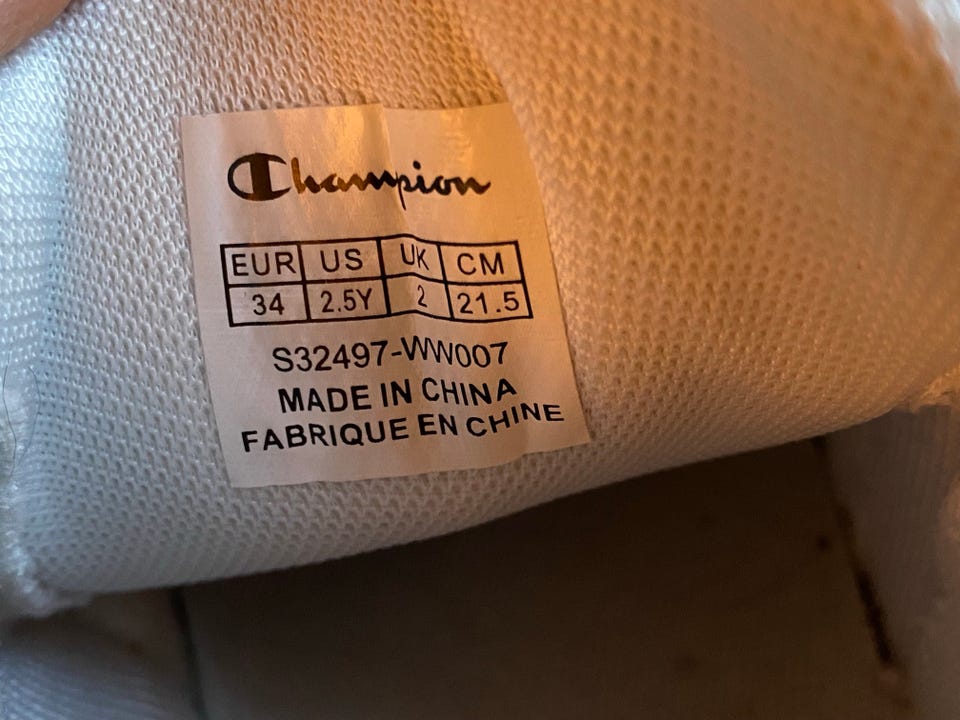 Champion
EUR US UK CM
34 2.5Y 2 21.5
S32497-WW007
MADE IN CHINA
FABRIQUE EN CHINE